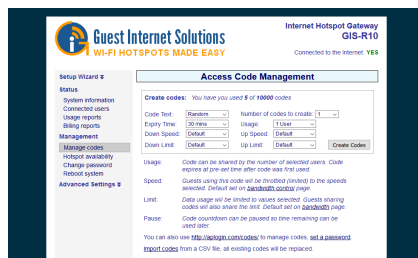 Guest Internet Solutions
WI-FI HOTSPOTS MADE EASY
Internet Hotspot Gateway
GIS-R10
Connected to the Internet: YES
Setup Wizard
Status
System information
Connected users
Usage reports
Billing reports
Management
Manage codes
Hotspot availability
Change password
Reboot system
Advanced Settings
Access Code Management
Create codes: You have you used 5 of 10000 codes
Code Text: Random Number of codes to create: 1
Expiry Time: 30 mins Usage: 1 User
Down Speed: Default Up Speed: Default
Down Limit: Default Up Limit: Default Create Codes
Usage: Code can be shared by the number of selected users. Code
expires at pre-set time after code was first used.
Speed: Guests using this code will be throttled (limited) to the speeds
selected. Default set on bandwidth control page.
Limit: Data usage will be limited to values selected. Guests sharing
codes will also share the limit. Default set on bandwidth page.
Pause: Code countdown can be paused so time remaining can be
used later.
You can also use http://aplogin.com/codes/ to manage codes, set a password.
Import codes from a CSV file, all existing codes will be replaced.